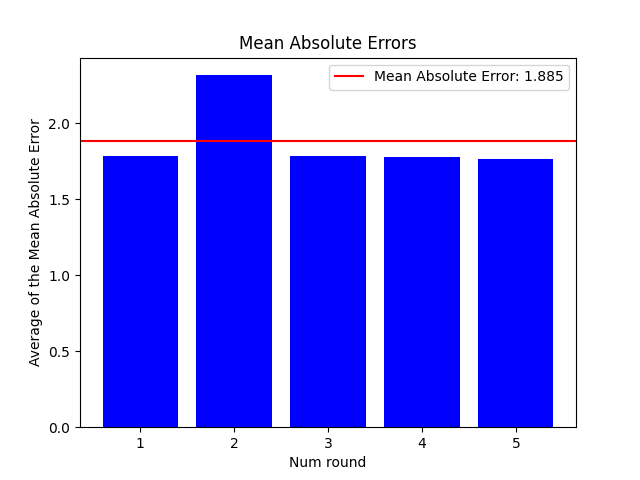 Mean Absolute Errors
Mean Absolute Error: 1.885
Average of the Mean Absolute Error
2.0
1.5
1.0
0.5
0.0
1 2 3 4 5
Num round